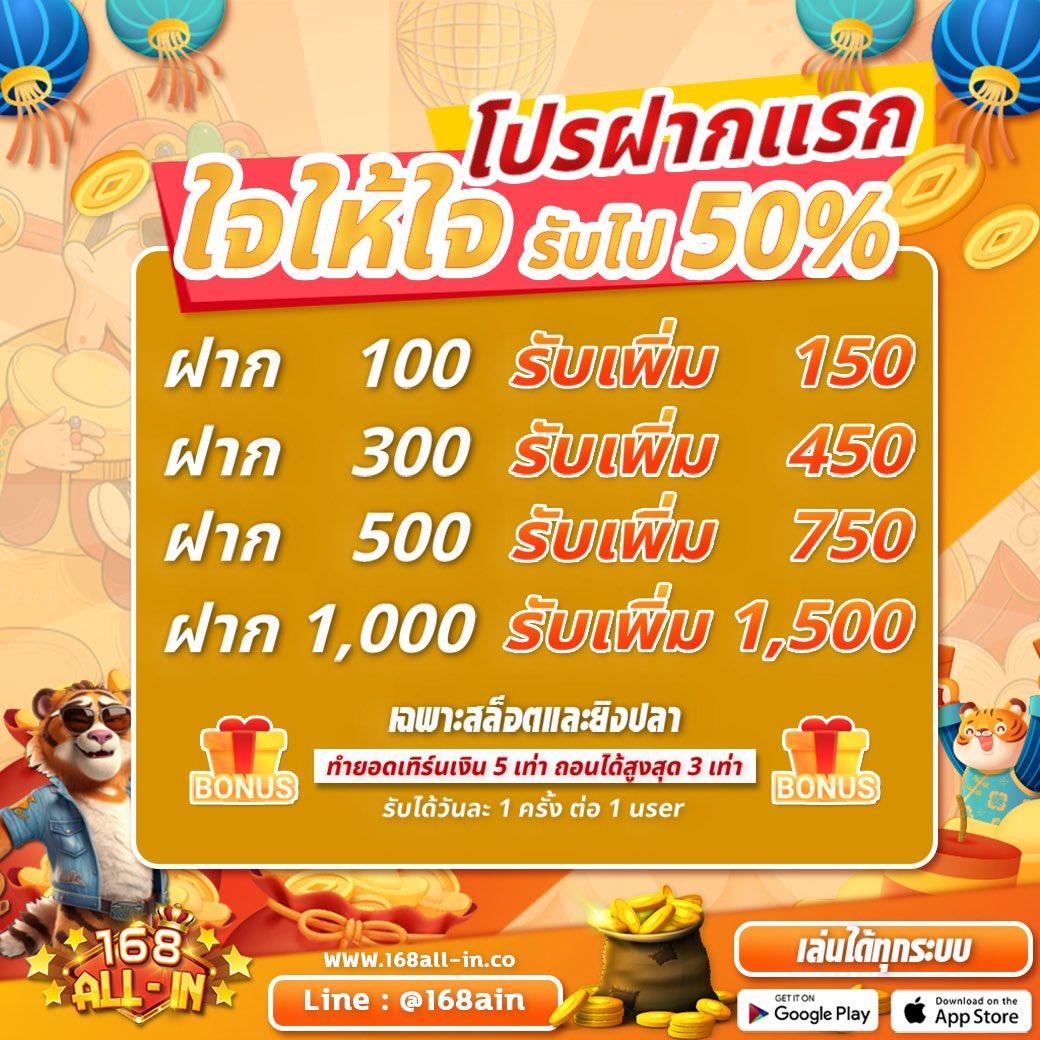 โปรฝากแรก
ใจให้ใจ รับไป 50%
ฝาก 100 รับเพิ่ม 150
ฝาก 300 รับเพิ่ม 450
ฝาก 500 รับเพิ่ม 750
ฝาก 1,000 รับเพิ่ม 1,500
เฉพาะสล็อตและยิงปลา
ทำยอดเทิร์นเงิน 5 เท่า ถอนได้สูงสุด 3 เท่า
รับได้วันละ 1 ครั้ง ต่อ 1 user
BONUS
BONUS
168
ALL-IN
www.168all-in.co
Line : @168ain
เล่นได้ทุกระบบ
GET IT ON
Google Play
Download on the
App Store